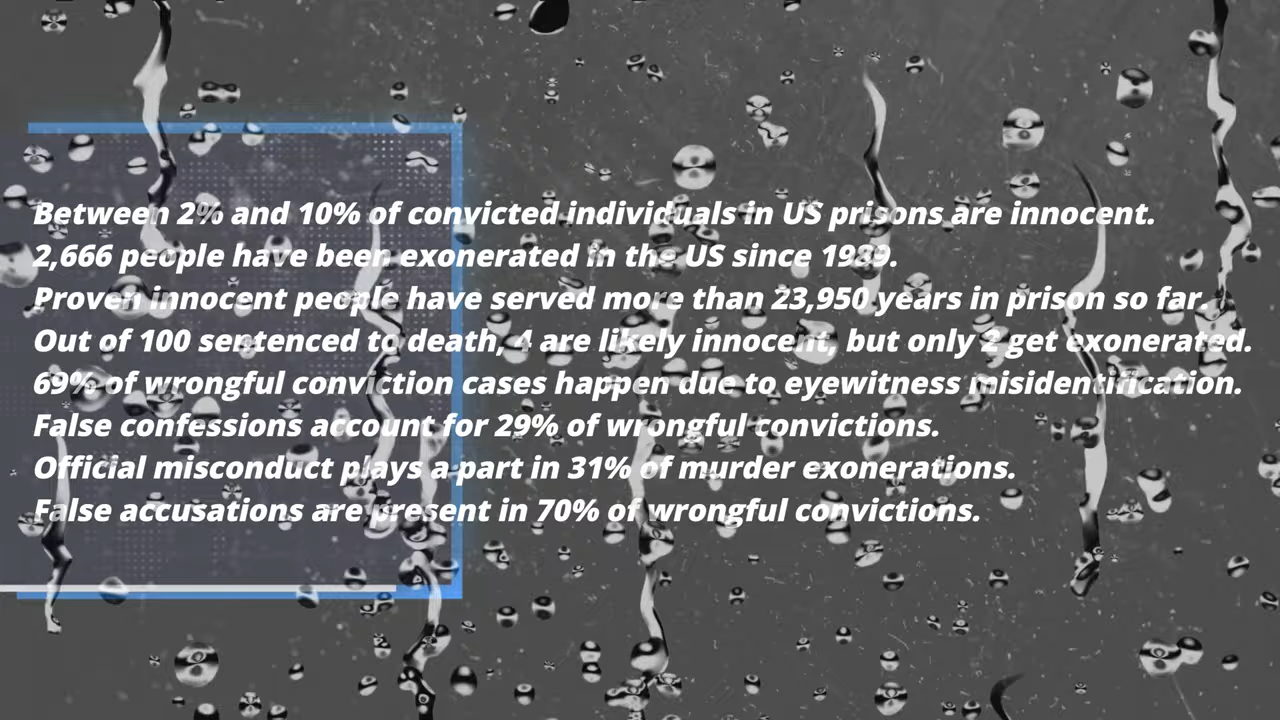 Between 2% and 10% of convicted individuals in US prisons are innocent.
2,666 people have been exonerated in the US since 1989.
Proven innocent people have served more than 23,950 years in prison so far.
Out of 100 sentenced to death, 4 are likely innocent, but only 2 get exonerated.
69% of wrongful conviction cases happen due to eyewitness misidentification.
False confessions account for 29% of wrongful convictions.
Official misconduct plays a part in 31% of murder exonerations.
False accusations are present in 70% of wrongful convictions.